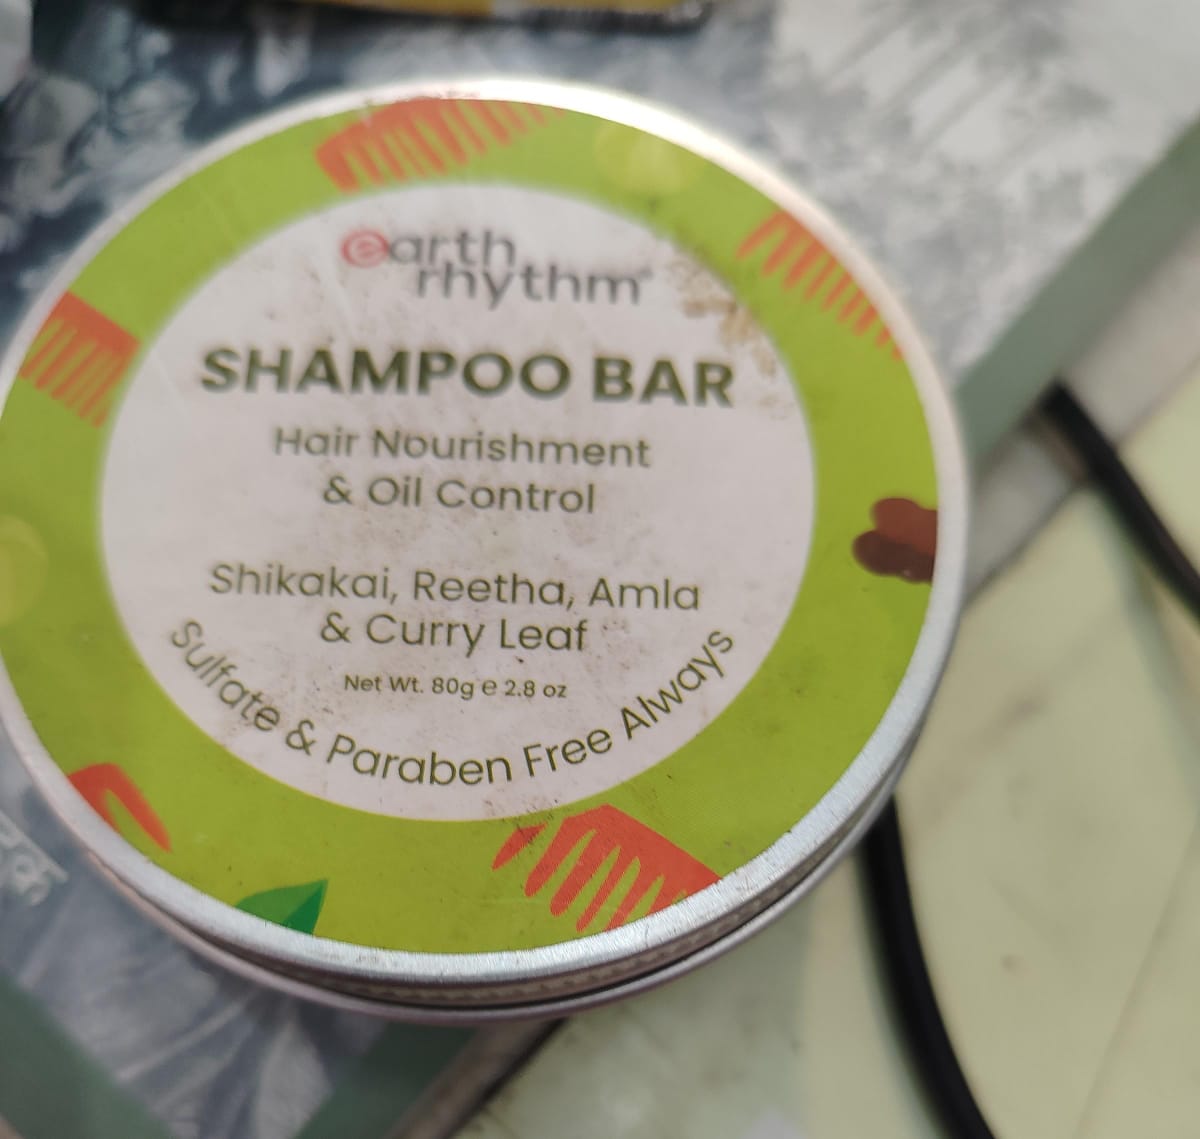 earth
rhythm
SHAMPOO BAR
Hair Nourishment
& Oil Control
Shikakai, Reetha, Amla
& Curry Leaf
Net Wt. 80g e 2.8 oz
Sulfate & Paraben Free Always